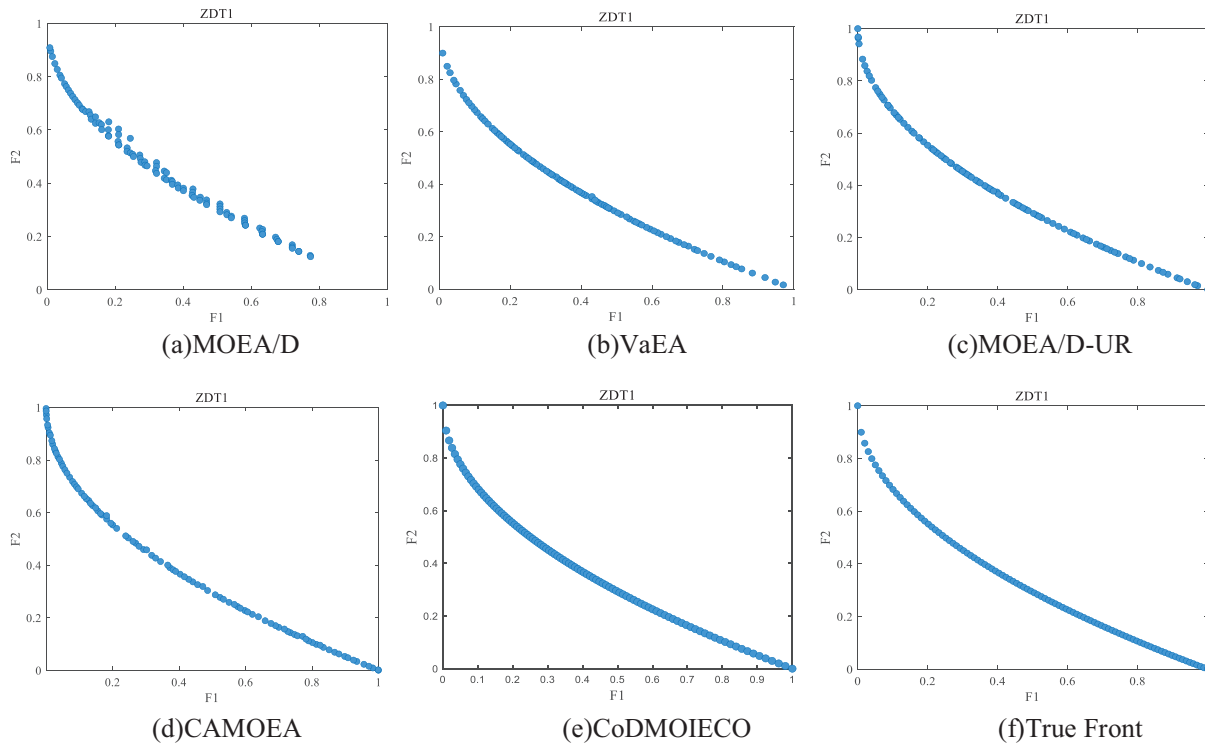 ZDT1
1
0.8
0.6
F2
0.4
0.2
0
0 0.2 0.4 0.6 0.8 1
F1
(a)MOEA/D
ZDT1
1
0.8
0.6
F2
0.4
0.2
0
0 0.2 0.4 0.6 0.8 1
F1
(b)VaEA
ZDT1
1
0.8
0.6
F2
0.4
0.2
0
0 0.2 0.4 0.6 0.8
F1
(c)MOEA/D-UR
ZDT1
1
0.8
0.6
F2
0.4
0.2
0
0.2 0.4 0.6 0.8 1
F1
(d)CAMOEA
ZDT1
1
0.8
0.6
F2
0.4
0.2
0
0 0.1 0.2 0.3 0.4 0.5 0.6 0.7 0.8 0.9 1
F1
(e)CoDMOIECO
ZDT1
1
0.8
0.6
F2
0.4
0.2
0
0 0.2 0.4 0.6 0.8
F1
(f)True Front